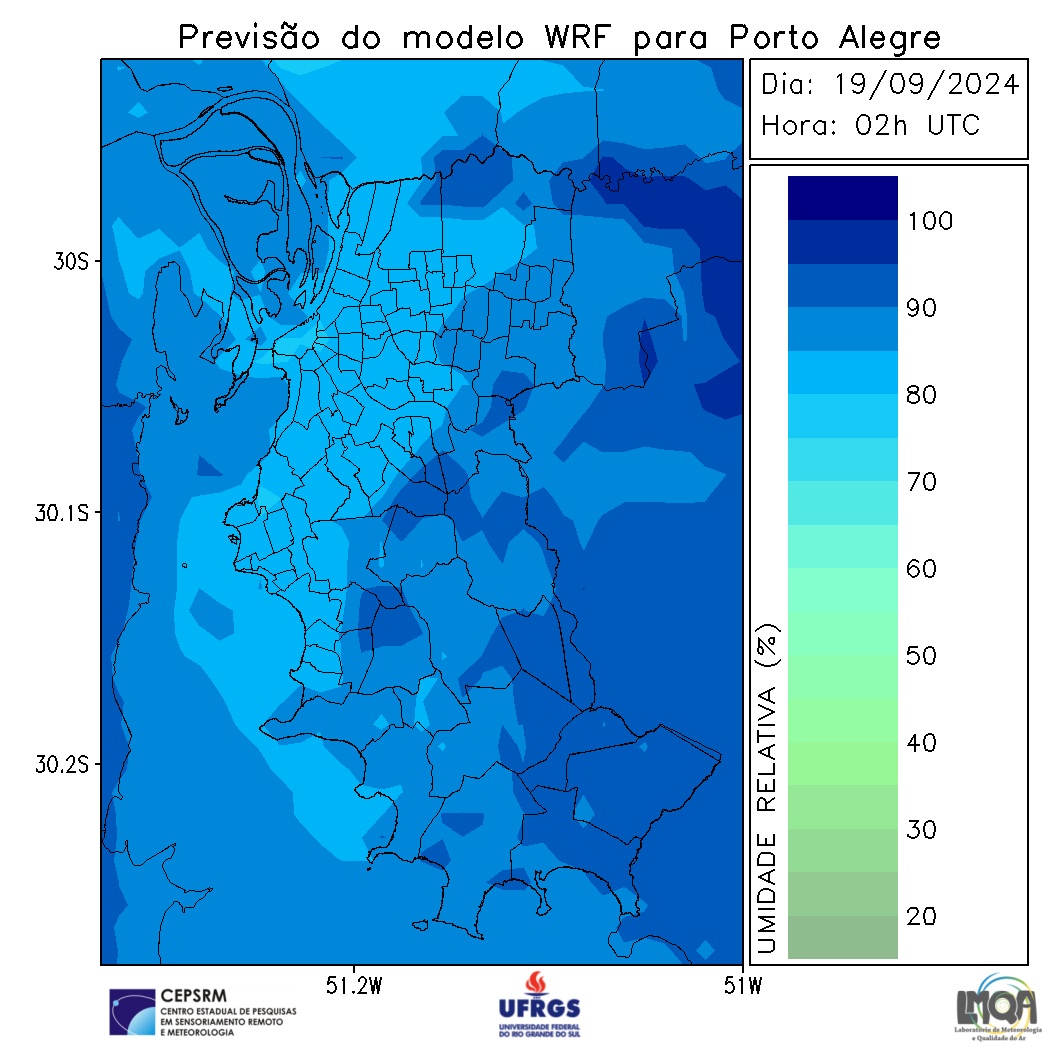 Previsão do modelo WRF para Porto Alegre
Dia: 19/09/2024
Hora: 02h UTC
30S
30.1S
30.2S
51.2W
51W
UMIDADE RELATIVA (%)
100
90
80
70
60
50
40
30
20
CEPSRM
CENTRO ESTADUAL DE PESQUISAS
EM SENSORIAMENTO REMOTO
E METEOROLOGIA
UFRGS
UNIVERSIDADE FEDERAL
DO RIO GRANDE DO SUL
LMQA
Laboratório de Meteorologia
e Qualidade do Ar